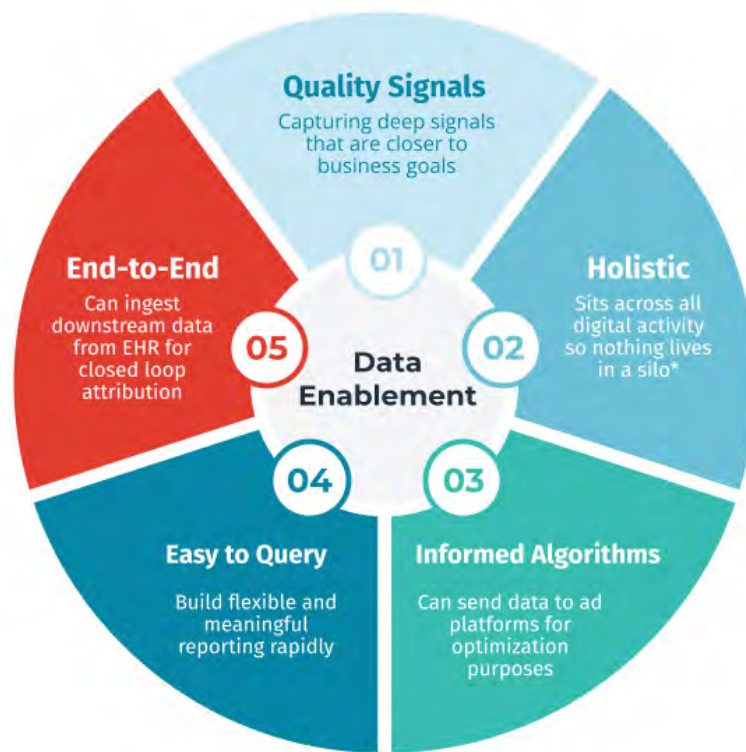 Quality Signals
Capturing deep signals
that are closer to
business goals
01
Holistic
Sits across all
digital activity
so nothing lives
in a silo*
02
Informed Algorithms
Can send data to ad
platforms for
optimization
purposes
03
Easy to Query
Build flexible and
meaningful
reporting rapidly
04
End-to-End
Can ingest
downstream data
from EHR for
closed loop
attribution
05
Data
Enablement